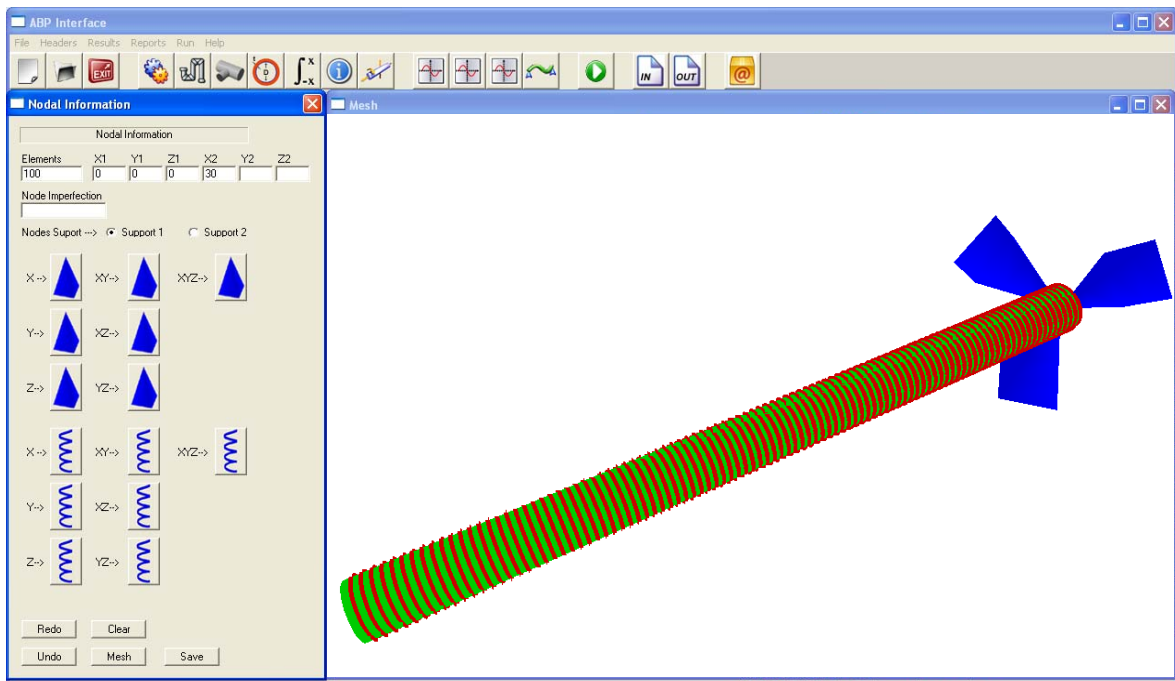 ABP Interface
File Headers Results Reports Run Help
EXIT
x
-x
IN OUT
@
Nodal Information
Mesh
Nodal Information
Elements X1 Y1 Z1 X2 Y2 Z2
100 0 0 0 30
Node Imperfection
Nodes Suport ---> Support 1 Support 2
X --> XY--> XYZ-->
Y--> XZ-->
Z--> YZ-->
X --> XY--> XYZ-->
Y--> XZ-->
Z--> YZ-->
Redo Clear
Undo Mesh Save